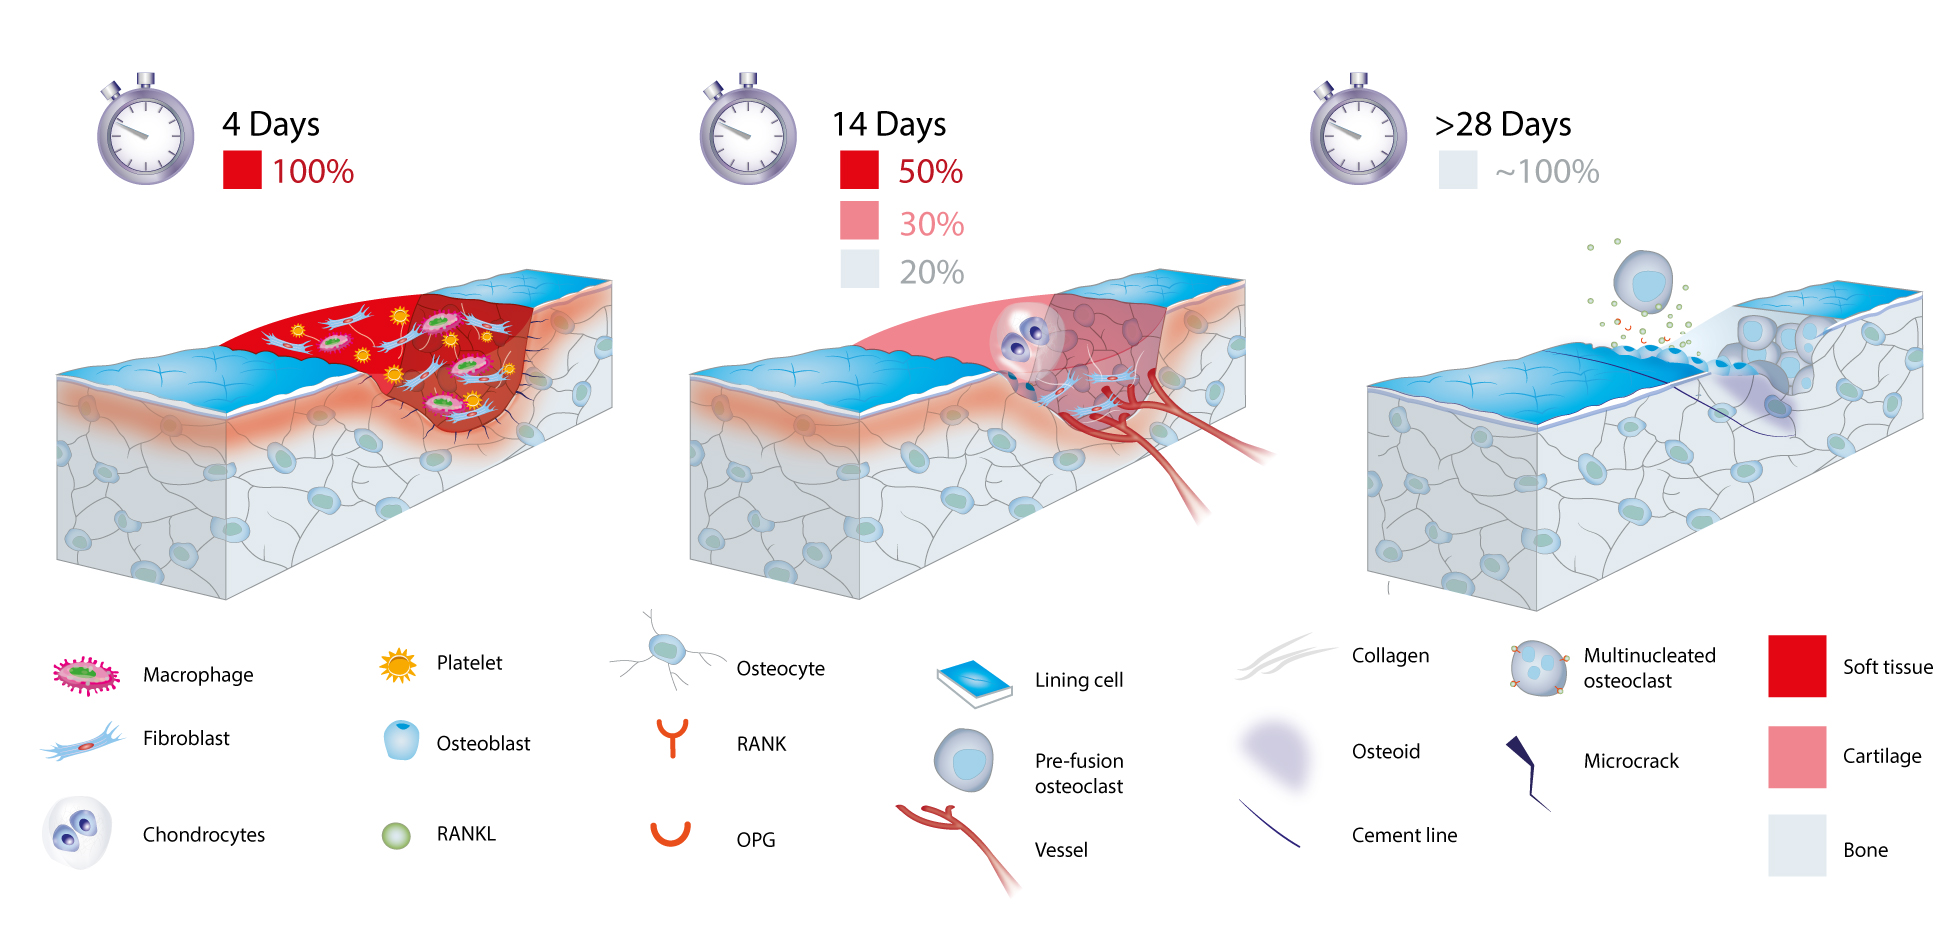 4 Days
100%
14 Days
50%
30%
20%
>28 Days
~100%
Macrophage
Fibroblast
Chondrocytes
Platelet
Osteoblast
RANKL
Osteocyte
RANK
OPG
Lining cell
Pre-fusion
osteoclast
Vessel
Collagen
Osteoid
Cement line
Multinucleated
osteoclast
Microcrack
Soft tissue
Cartilage
Bone